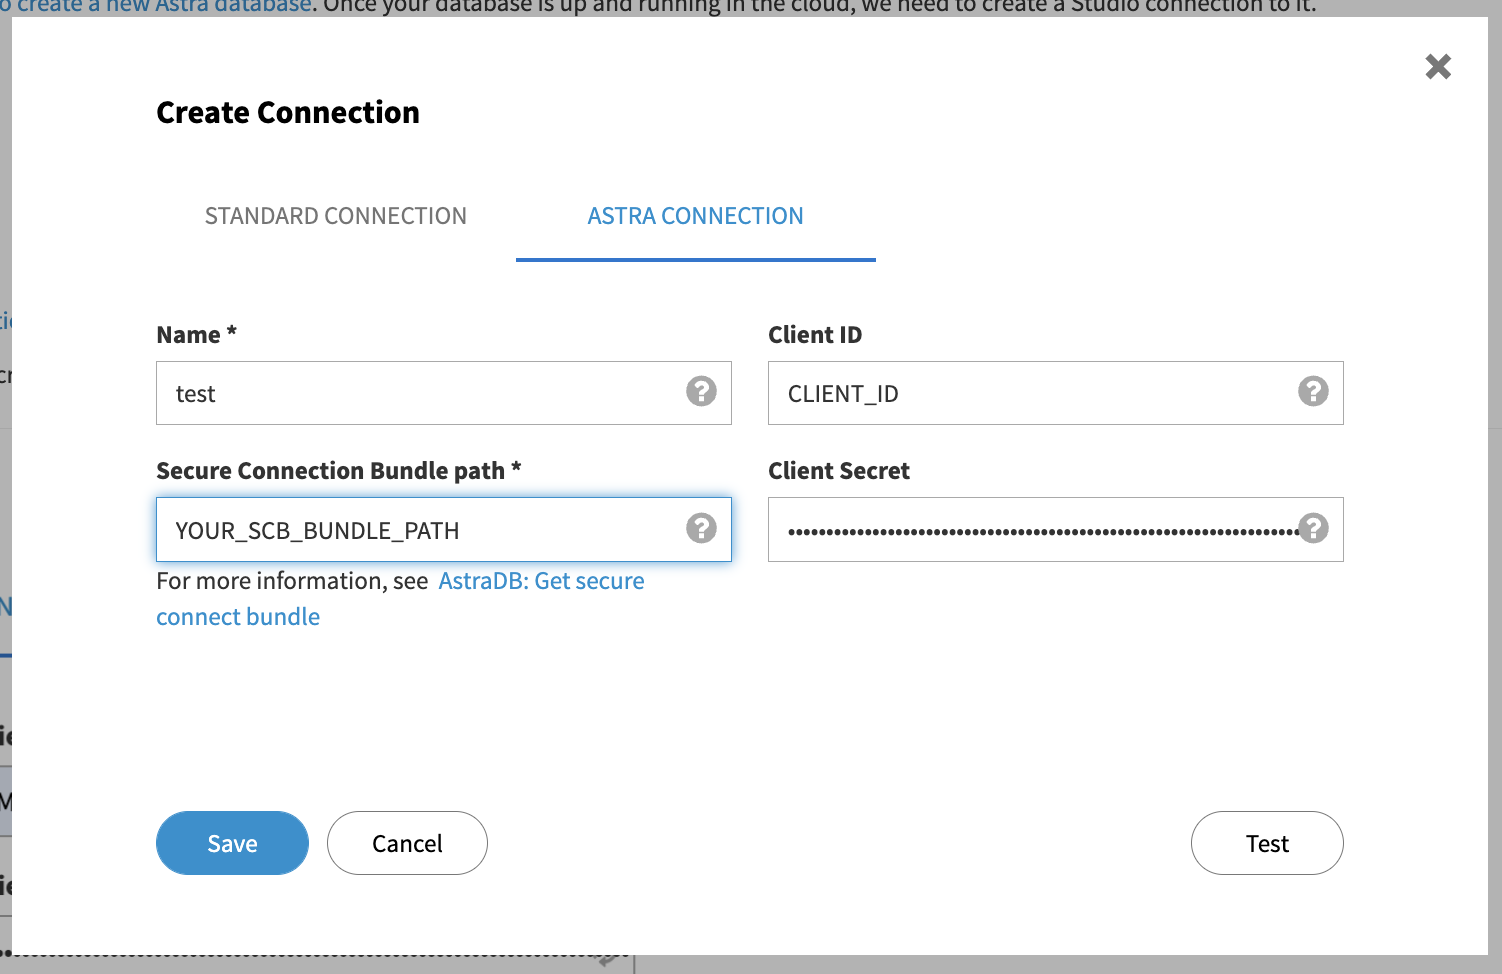 to create a new Astra database. Once your database is up and running in the cloud, we need to create a Studio connection to it.
Create Connection
STANDARD CONNECTION
ASTRA CONNECTION
Name *
Client ID
test
CLIENT_ID
Secure Connection Bundle path *
Client Secret
YOUR_SCB_BUNDLE_PATH
For more information, see AstraDB: Get secure
connect bundle
Save
Cancel
Test